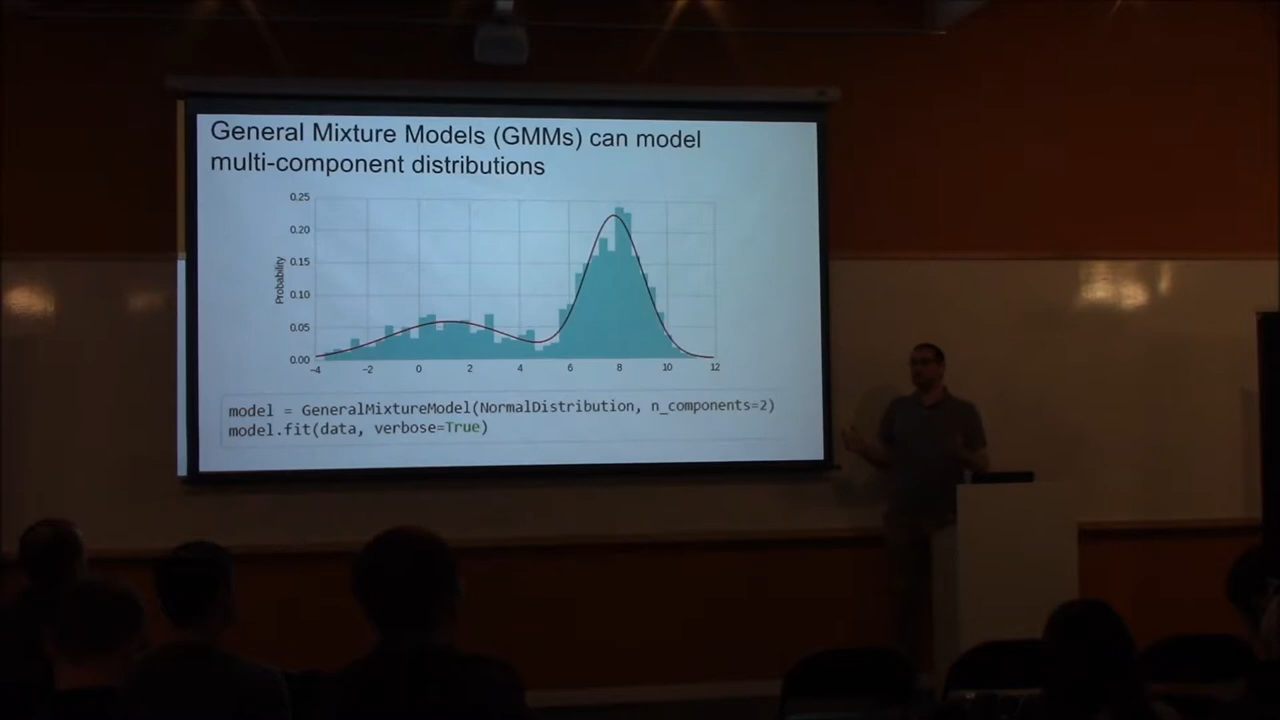 General Mixture Models (GMMs) can model
multi-component distributions
0.25
0.20
0.15
0.10
0.05
0.00
Probability
−4 −2 0 2 4 6 8 10 12
model = GeneralMixtureModel(NormalDistribution, n_components=2)
model.fit(data, verbose=True)